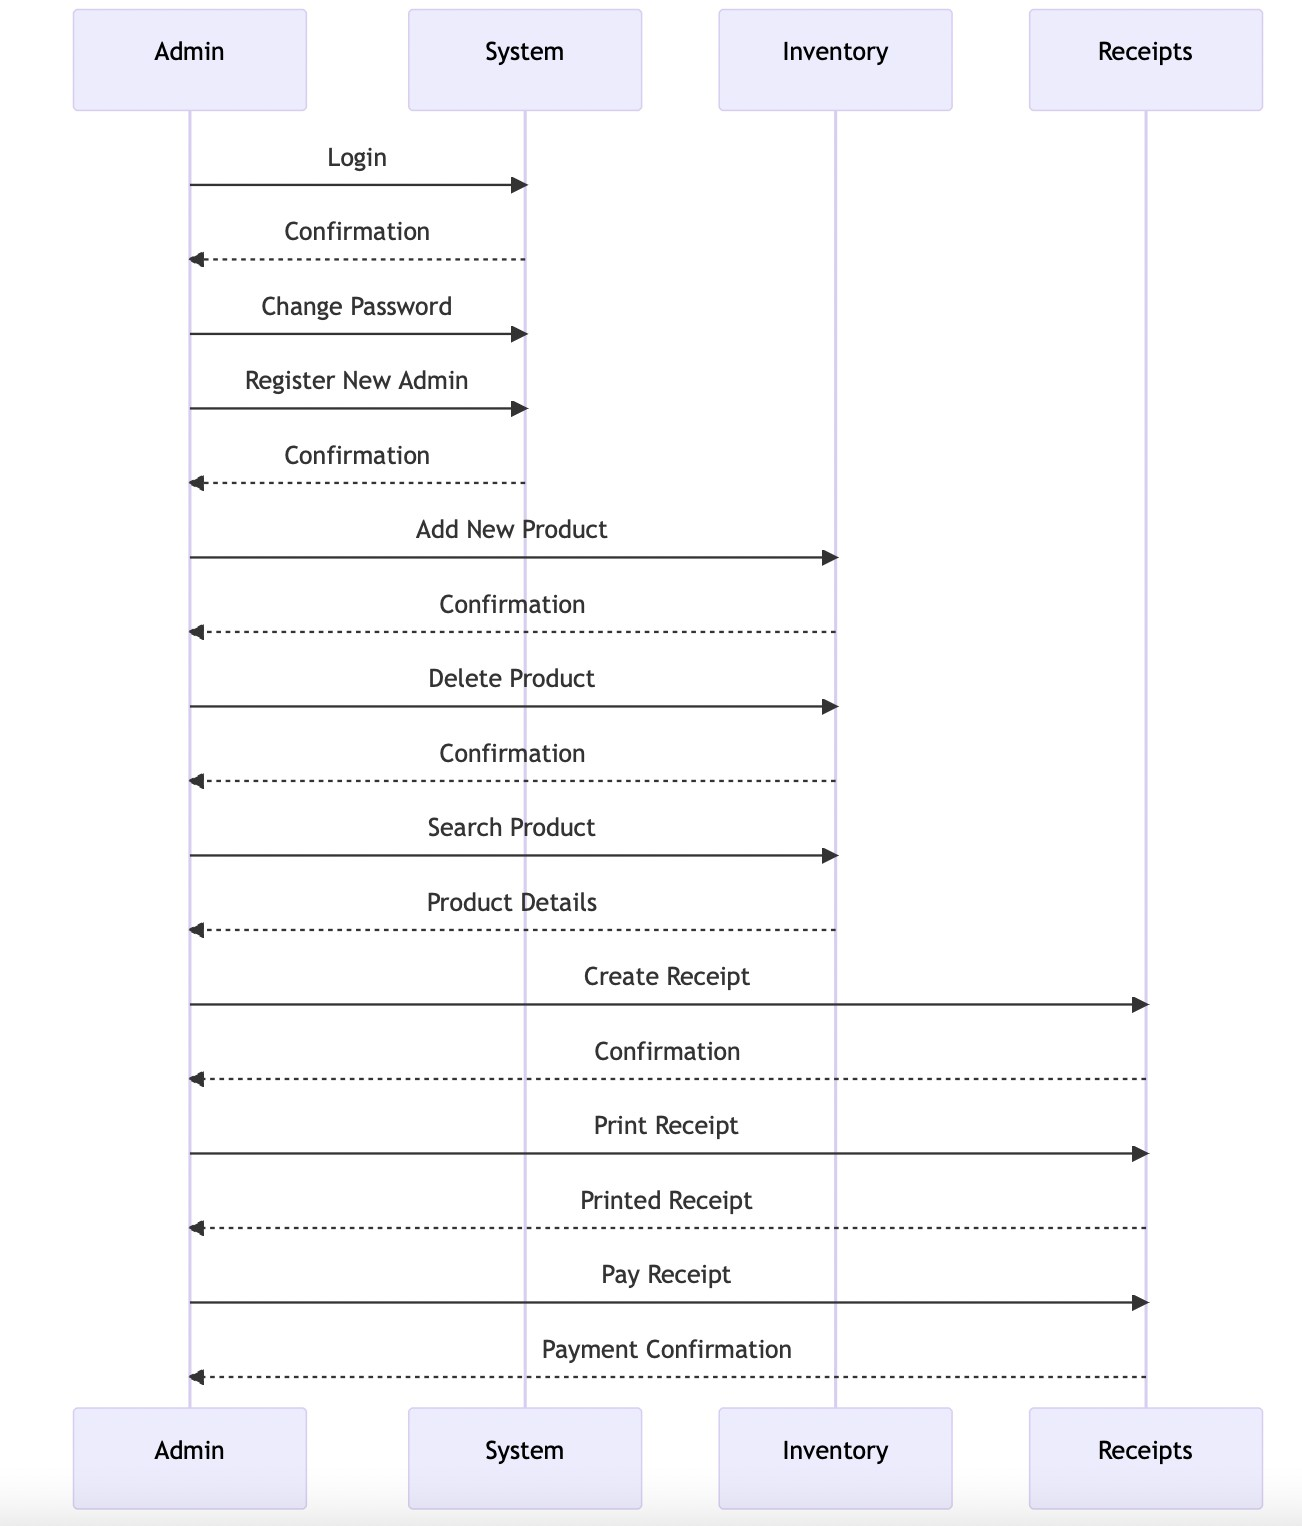 Admin
System
Inventory
Receipts
Login
Confirmation
Change Password
Register New Admin
Confirmation
Add New Product
Confirmation
Delete Product
Confirmation
Search Product
Product Details
Create Receipt
Confirmation
Print Receipt
Printed Receipt
Pay Receipt
Payment Confirmation
Admin
System
Inventory
Receipts